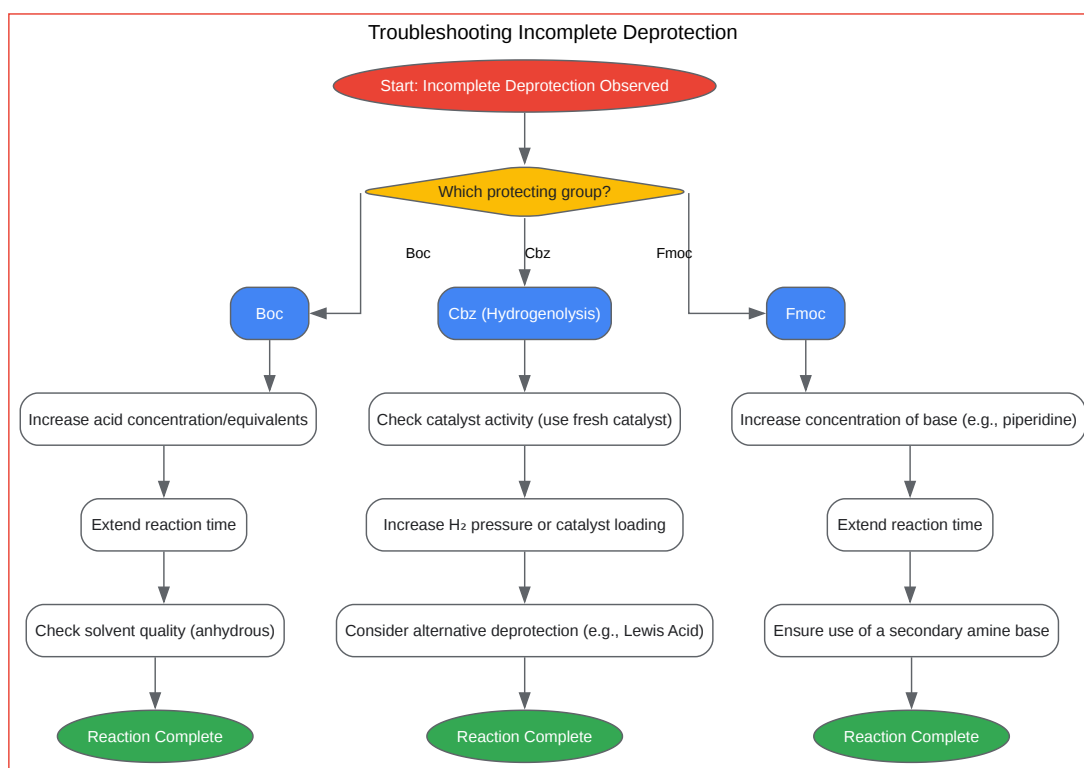 Troubleshooting Incomplete Deprotection
Start: Incomplete Deprotection Observed
Which protecting group?
Boc
Cbz
Fmoc
Boc
Cbz (Hydrogenolysis)
Fmoc
Increase acid concentration/equivalents
Check catalyst activity (use fresh catalyst)
Increase concentration of base (e.g., piperidine)
Extend reaction time
Increase H₂ pressure or catalyst loading
Extend reaction time
Check solvent quality (anhydrous)
Consider alternative deprotection (e.g., Lewis Acid)
Ensure use of a secondary amine base
Reaction Complete
Reaction Complete
Reaction Complete